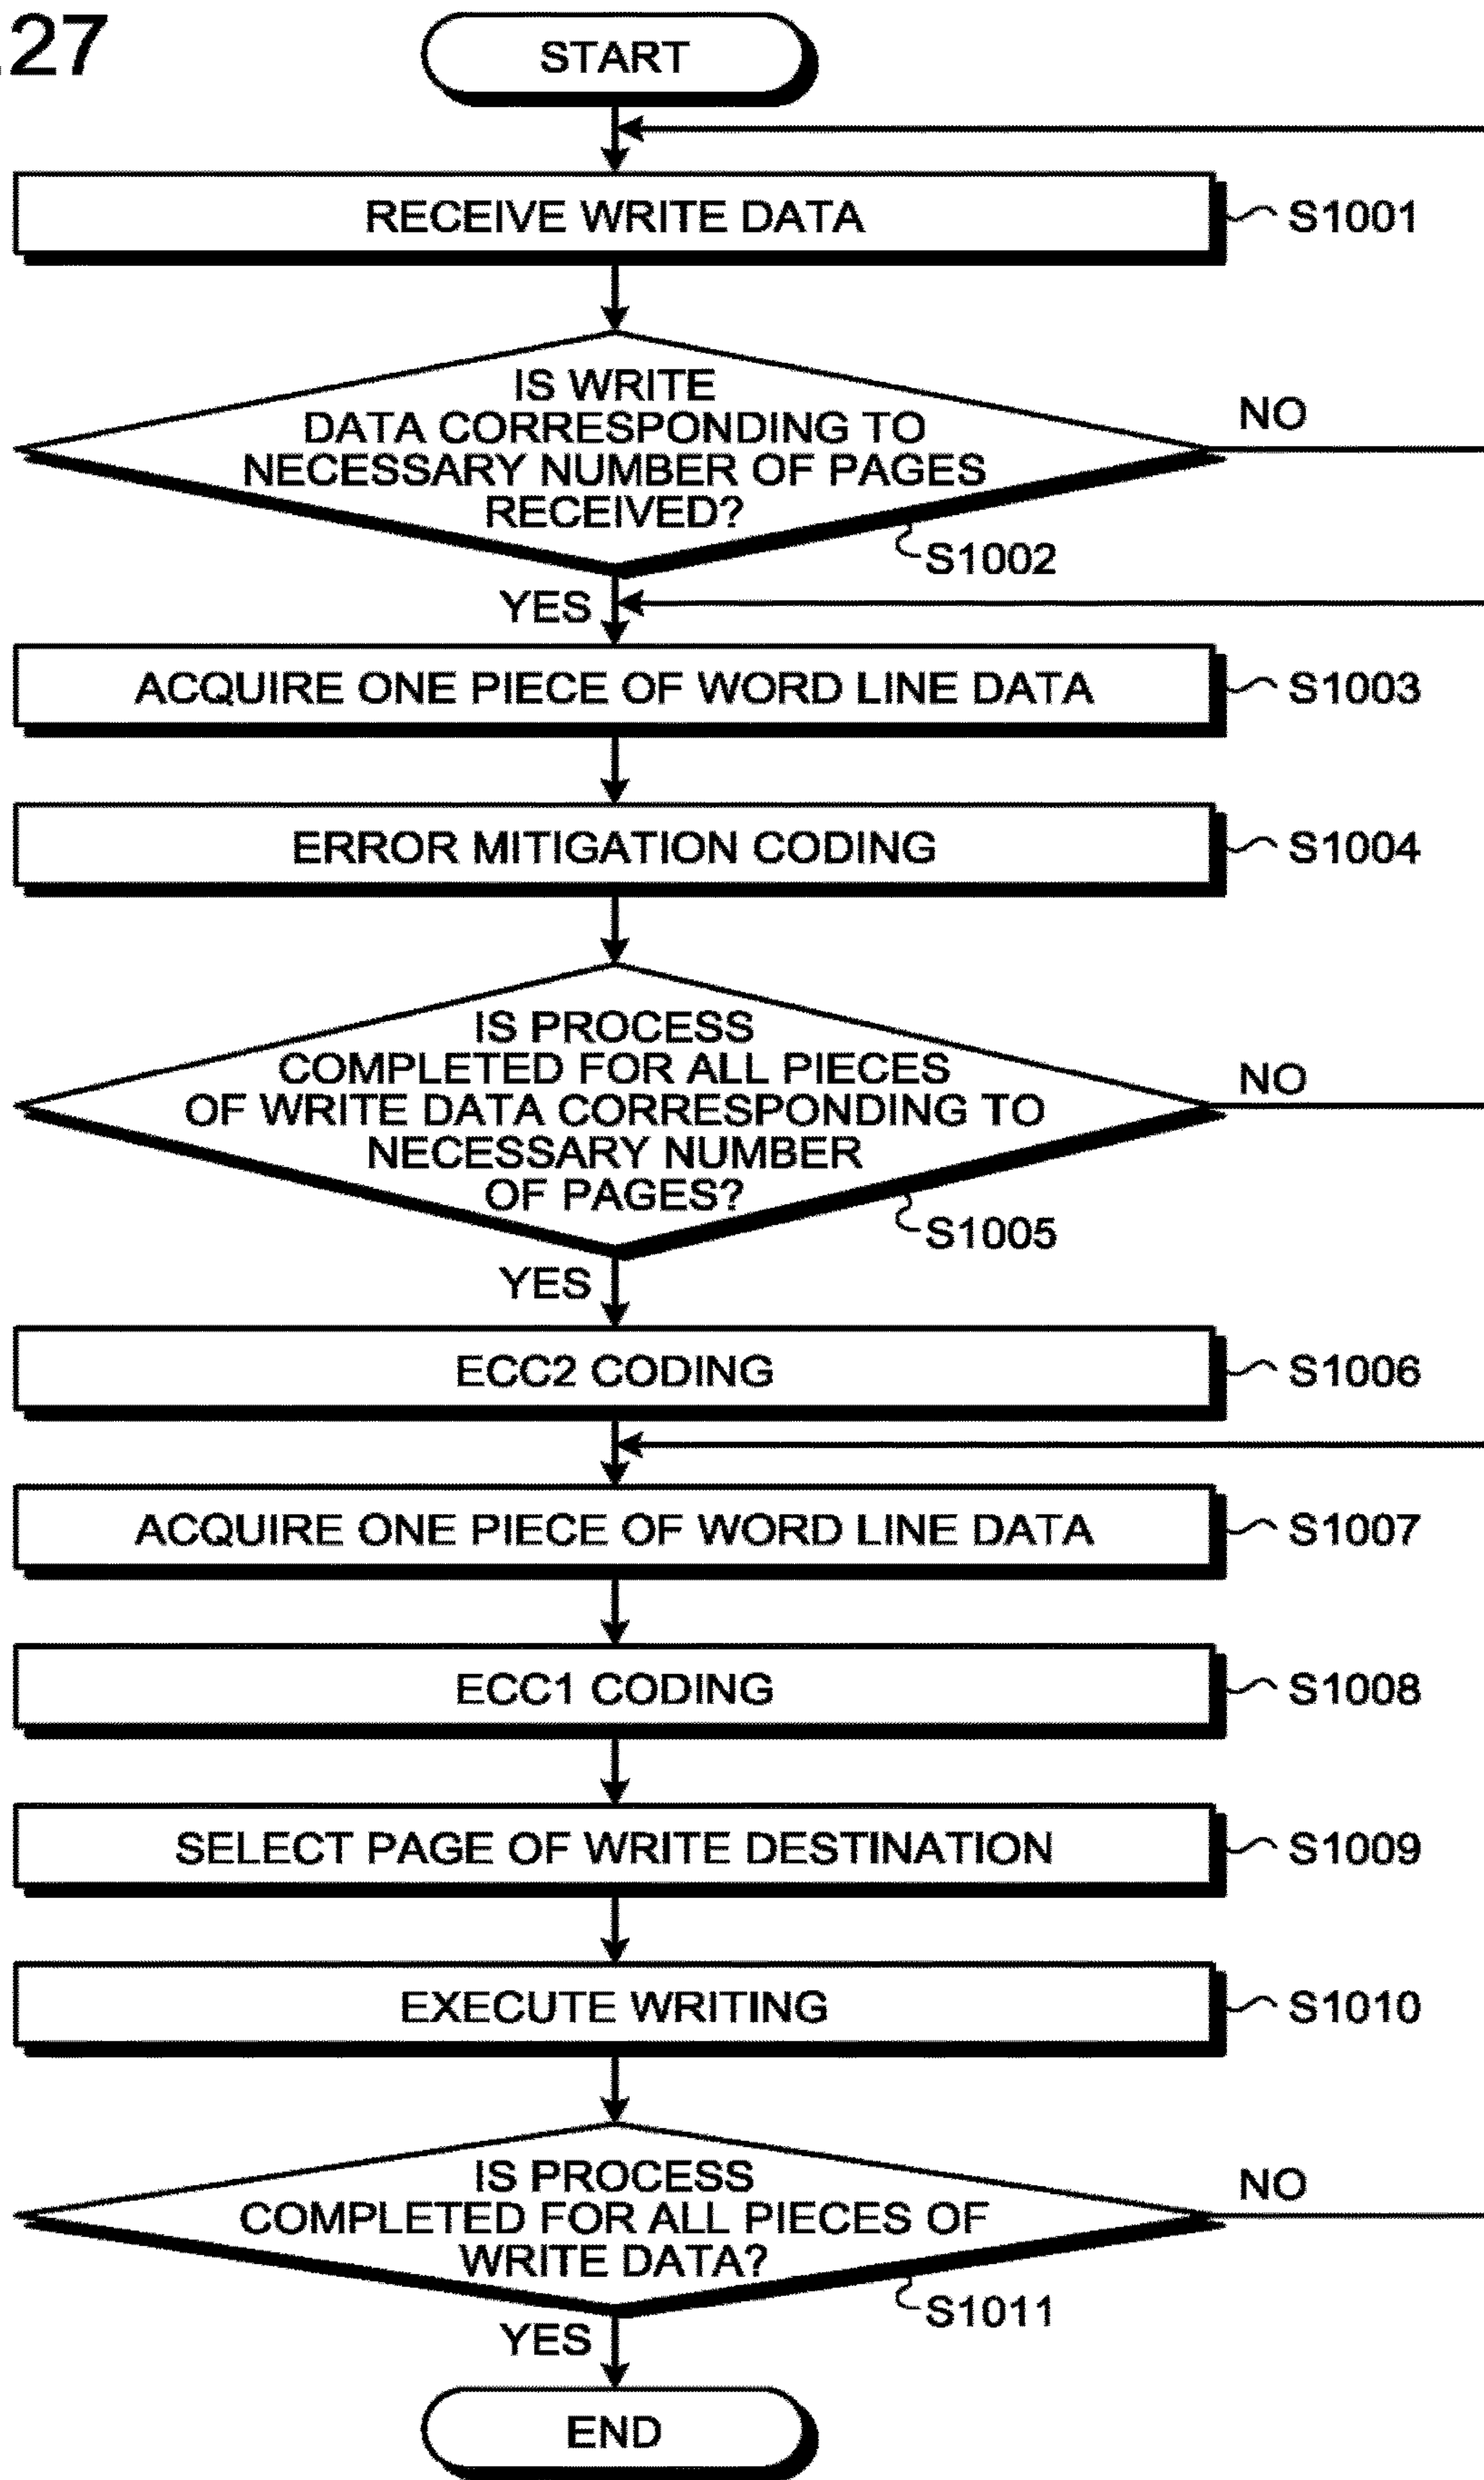 .27
START
RECEIVE WRITE DATA
S1001
IS WRITE
DATA CORRESPONDING TO
NECESSARY NUMBER OF PAGES
RECEIVED?
NO
S1002
YES
ACQUIRE ONE PIECE OF WORD LINE DATA
S1003
ERROR MITIGATION CODING
S1004
IS PROCESS
COMPLETED FOR ALL PIECES
OF WRITE DATA CORRESPONDING TO
NECESSARY NUMBER
OF PAGES?
NO
S1005
YES
ECC2 CODING
S1006
ACQUIRE ONE PIECE OF WORD LINE DATA
S1007
ECC1 CODING
S1008
SELECT PAGE OF WRITE DESTINATION
S1009
EXECUTE WRITING
S1010
IS PROCESS
COMPLETED FOR ALL PIECES OF
WRITE DATA?
NO
S1011
YES
END